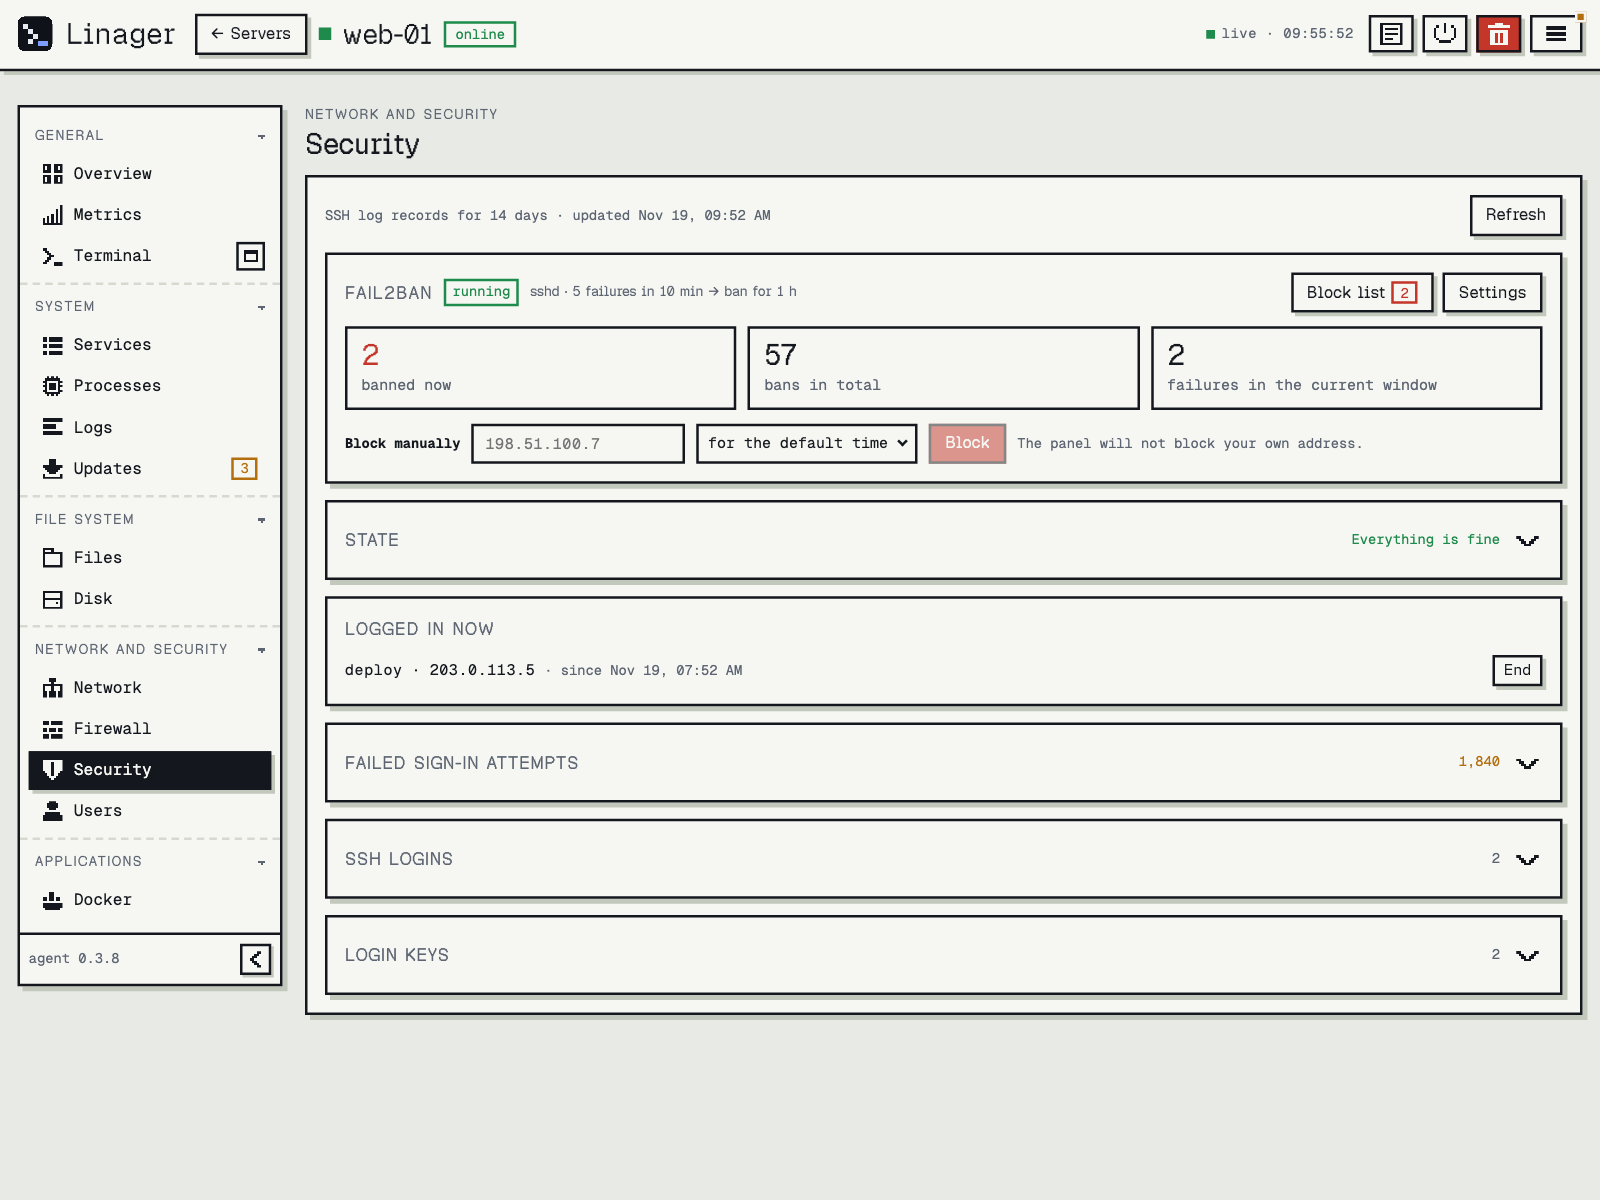 Linager
← Servers
web-01
online
live · 09:55:52
GENERAL
Overview
Metrics
Terminal
SYSTEM
Services
Processes
Logs
Updates
3
FILE SYSTEM
Files
Disk
NETWORK AND SECURITY
Network
Firewall
Security
Users
APPLICATIONS
Docker
agent 0.3.8
NETWORK AND SECURITY
Security
SSH log records for 14 days · updated Nov 19, 09:52 AM
Refresh
FAIL2BAN
running
sshd · 5 failures in 10 min → ban for 1 h
Block list 2
Settings
2
banned now
57
bans in total
2
failures in the current window
Block manually
198.51.100.7
for the default time
Block
The panel will not block your own address.
STATE
Everything is fine
LOGGED IN NOW
deploy · 203.0.113.5 · since Nov 19, 07:52 AM
End
FAILED SIGN-IN ATTEMPTS
1,840
SSH LOGINS
2
LOGIN KEYS
2